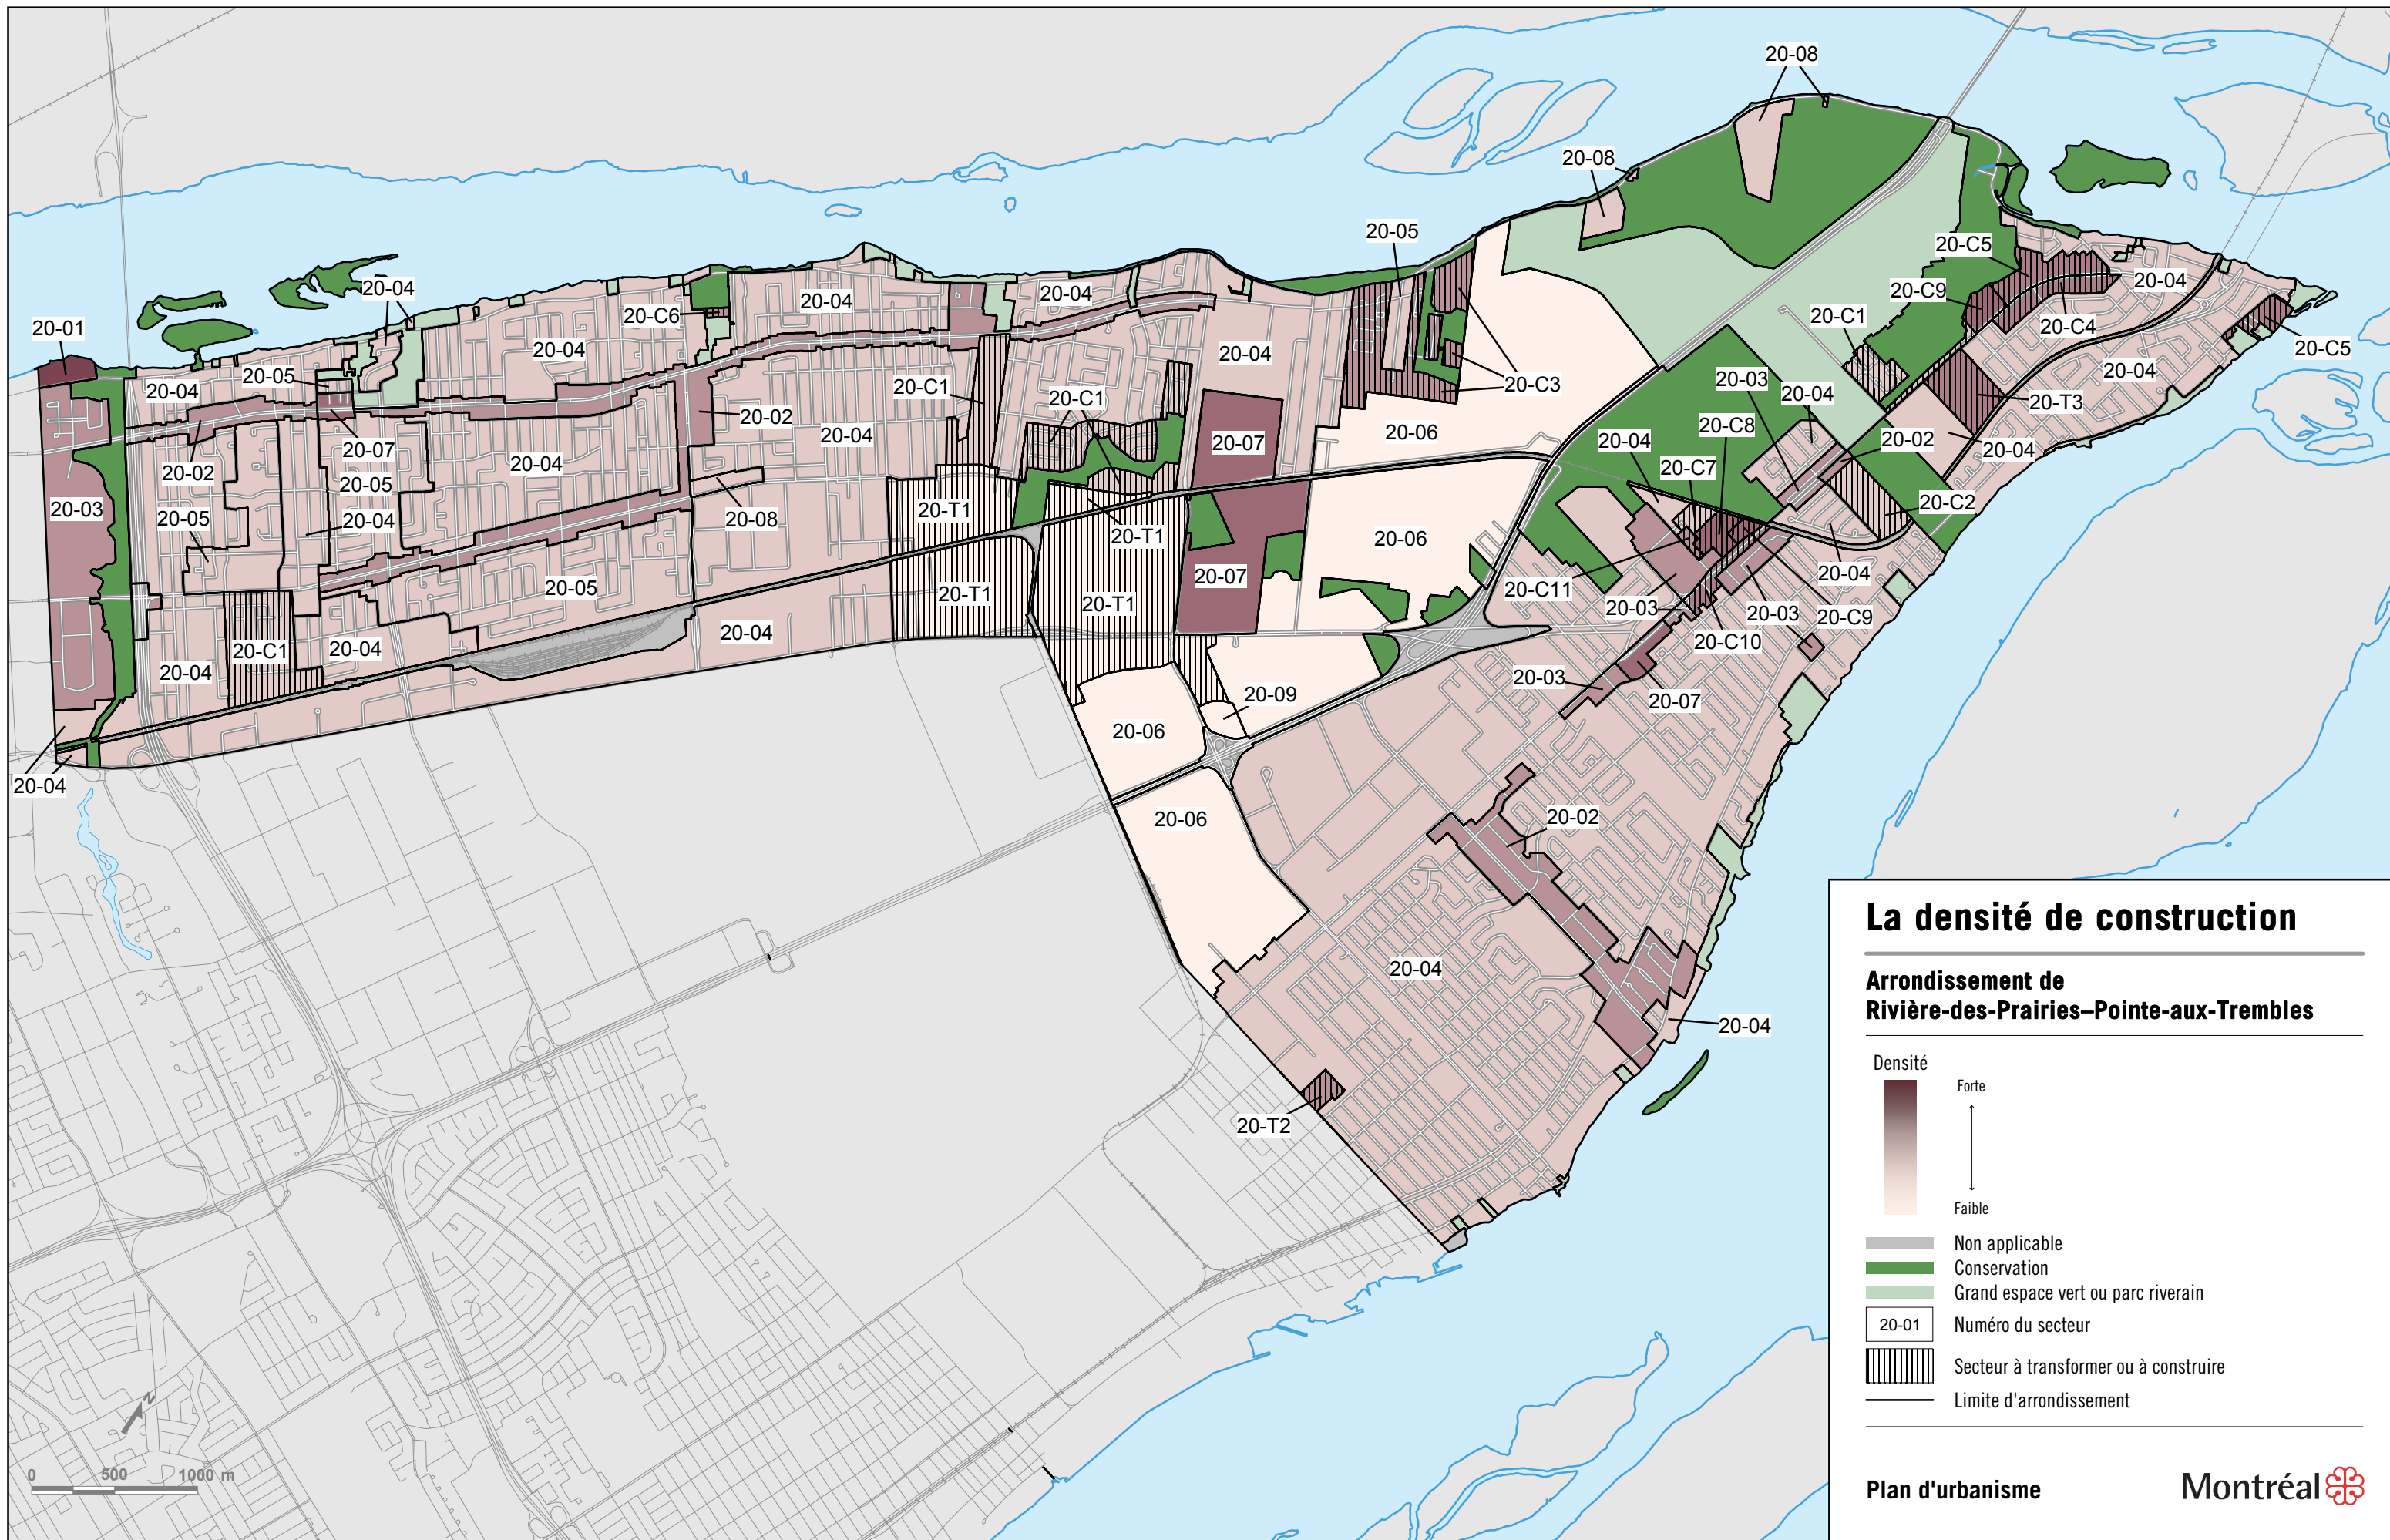 20-08
20-08
20-05
20-C5
20-04
20-C9
20-04
20-04
20-04
20-C6
20-C1
20-C4
20-01
20-04
20-04
20-C5
20-05
20-04
20-C3
20-04
20-03
20-C1
20-C1
20-04
20-T3
20-02
20-04
20-06
20-04
20-C8
20-07
20-07
20-04
20-02
20-04
20-02
20-04
20-C7
20-05
20-C2
20-03
20-05
20-04
20-08
20-T1
20-T1
20-06
20-04
20-05
20-T1
20-T1
20-07
20-C11
20-03
20-03
20-C9
20-04
20-C1
20-04
20-04
20-C10
20-03
20-07
20-09
20-06
20-04
20-06
20-02
20-04
20-04
20-T2
La densité de construction
Arrondissement de
Rivière-des-Prairies–Pointe-aux-Trembles
Densité
Forte
Faible
Non applicable
Conservation
Grand espace vert ou parc riverain
20-01 Numéro du secteur
Secteur à transformer ou à construire
Limite d'arrondissement
N
0 500 1000 m
Plan d'urbanisme
Montréal